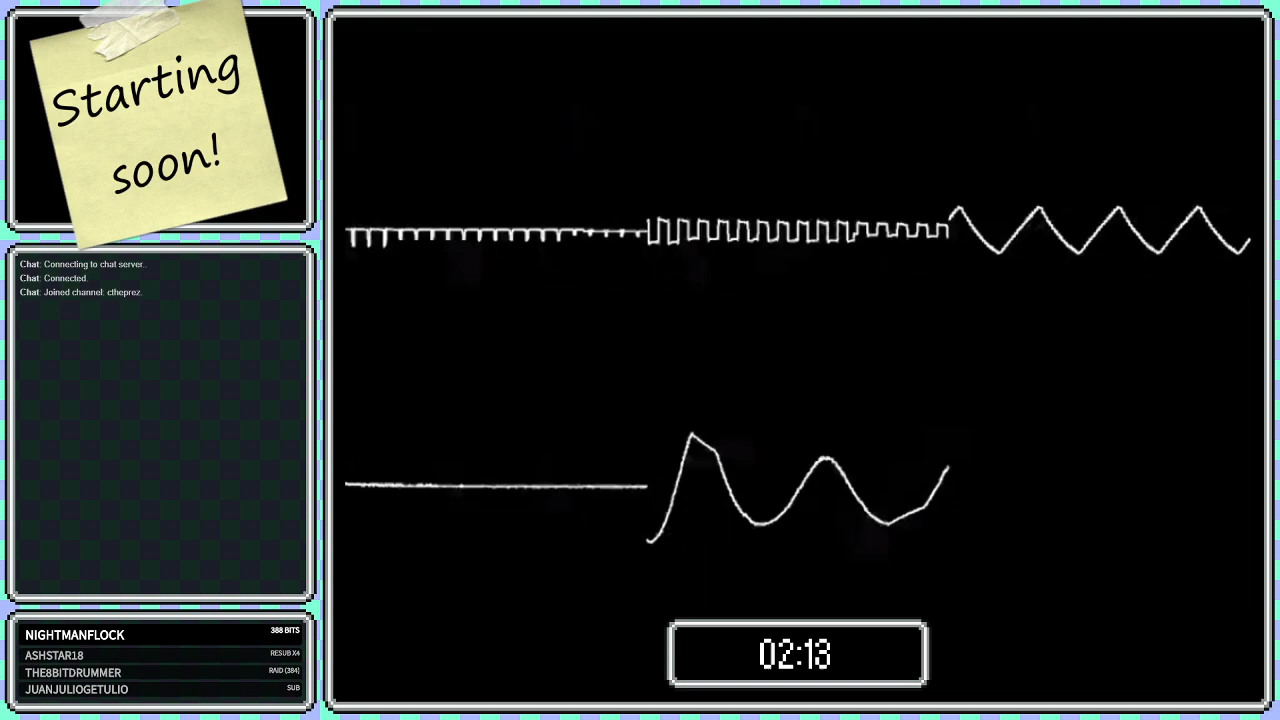 Starting
soon!
Chat: Connecting to chat server..
Chat: Connected.
Chat: Joined channel: ctheprez.
NIGHTMANFLOCK 388 BITS
ASHSTAR18 RESUB X4
THE8BITDRUMMER RAID (384)
JUANJULIOGETULIO SUB
02:13